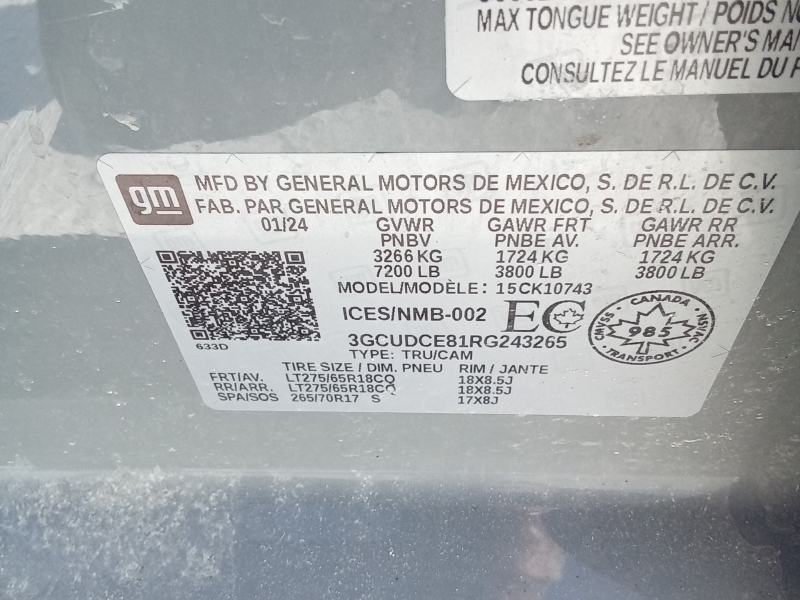 MAX TONGUE WEIGHT / POIDS
SEE OWNER'S
CONSULTEZ LE MANUEL DU
gm
MFD BY GENERAL MOTORS DE MEXICO, S. DE R.L. DE C.V.
FAB. PAR GENERAL MOTORS DE MEXICO, S. DE R.L. DE C.V.
01/24 GVWR GAWR FRT GAWR RR
PNBV PNBE AV. PNBE ARR.
3266 KG 1724 KG 1724 KG
7200 LB 3800 LB 3800 LB
MODEL/MODÈLE: 15CK10743
ICES/NMB-002 EC
CANADA
CMVSS 985 NSVAC
TRANSPORT
3GCUDCE81RG243265
633D
TYPE: TRU/CAM
TIRE SIZE / DIM. PNEU RIM / JANTE
FRT/AV. LT275/65R18CQ 18X8.5J
RR/ARR. LT275/65R18CQ 18X8.5J
SPA/SOS 265/70R17 S 17X8J